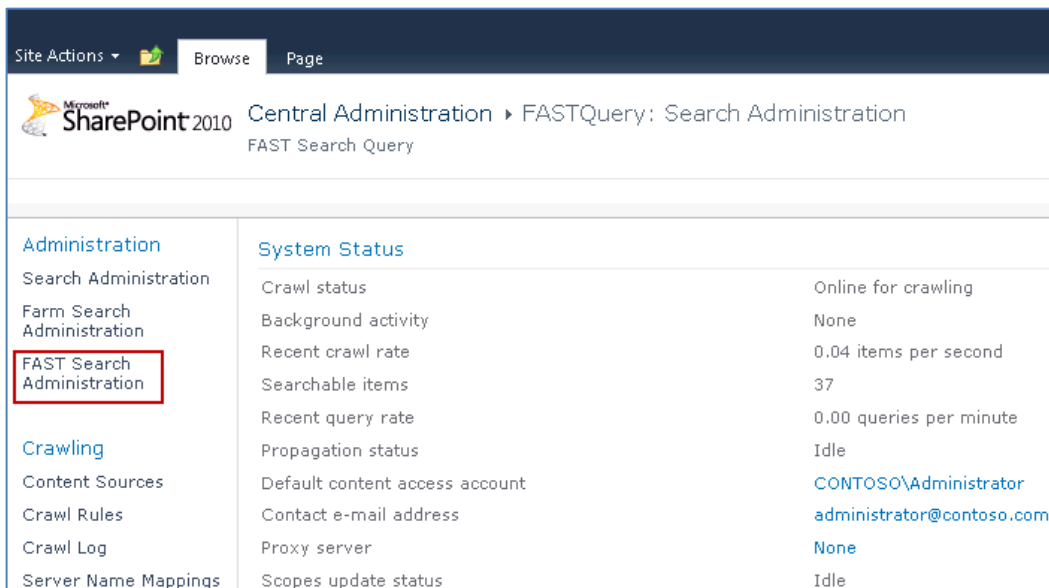 Site Actions Browse Page
Microsoft®
SharePoint 2010
Central Administration ▸ FASTQuery: Search Administration
FAST Search Query
Administration
Search Administration
Farm Search
Administration
FAST Search
Administration
Crawling
Content Sources
Crawl Rules
Crawl Log
Server Name Mappings
System Status
Crawl status Online for crawling
Background activity None
Recent crawl rate 0.04 items per second
Searchable items 37
Recent query rate 0.00 queries per minute
Propagation status Idle
Default content access account CONTOSO\Administrator
Contact e-mail address administrator@contoso.com
Proxy server None
Scopes update status Idle